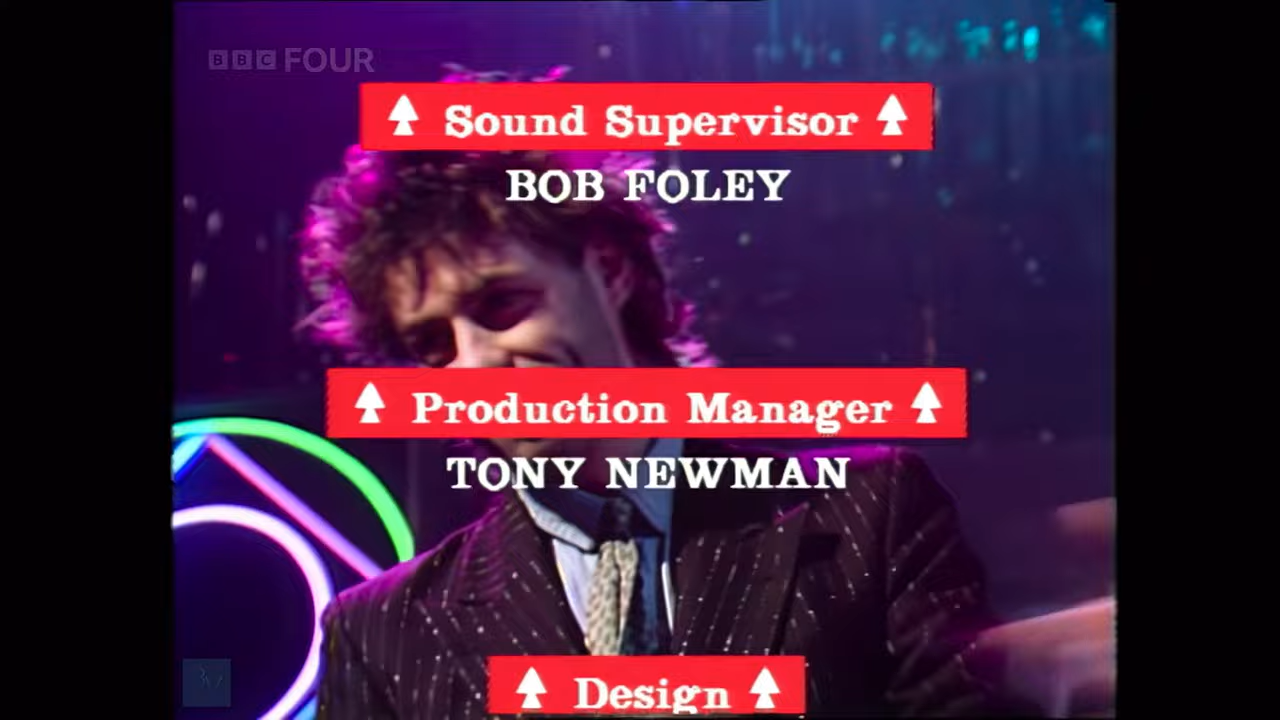 BBC FOUR
Sound Supervisor
BOB FOLEY
Production Manager
TONY NEWMAN
Design